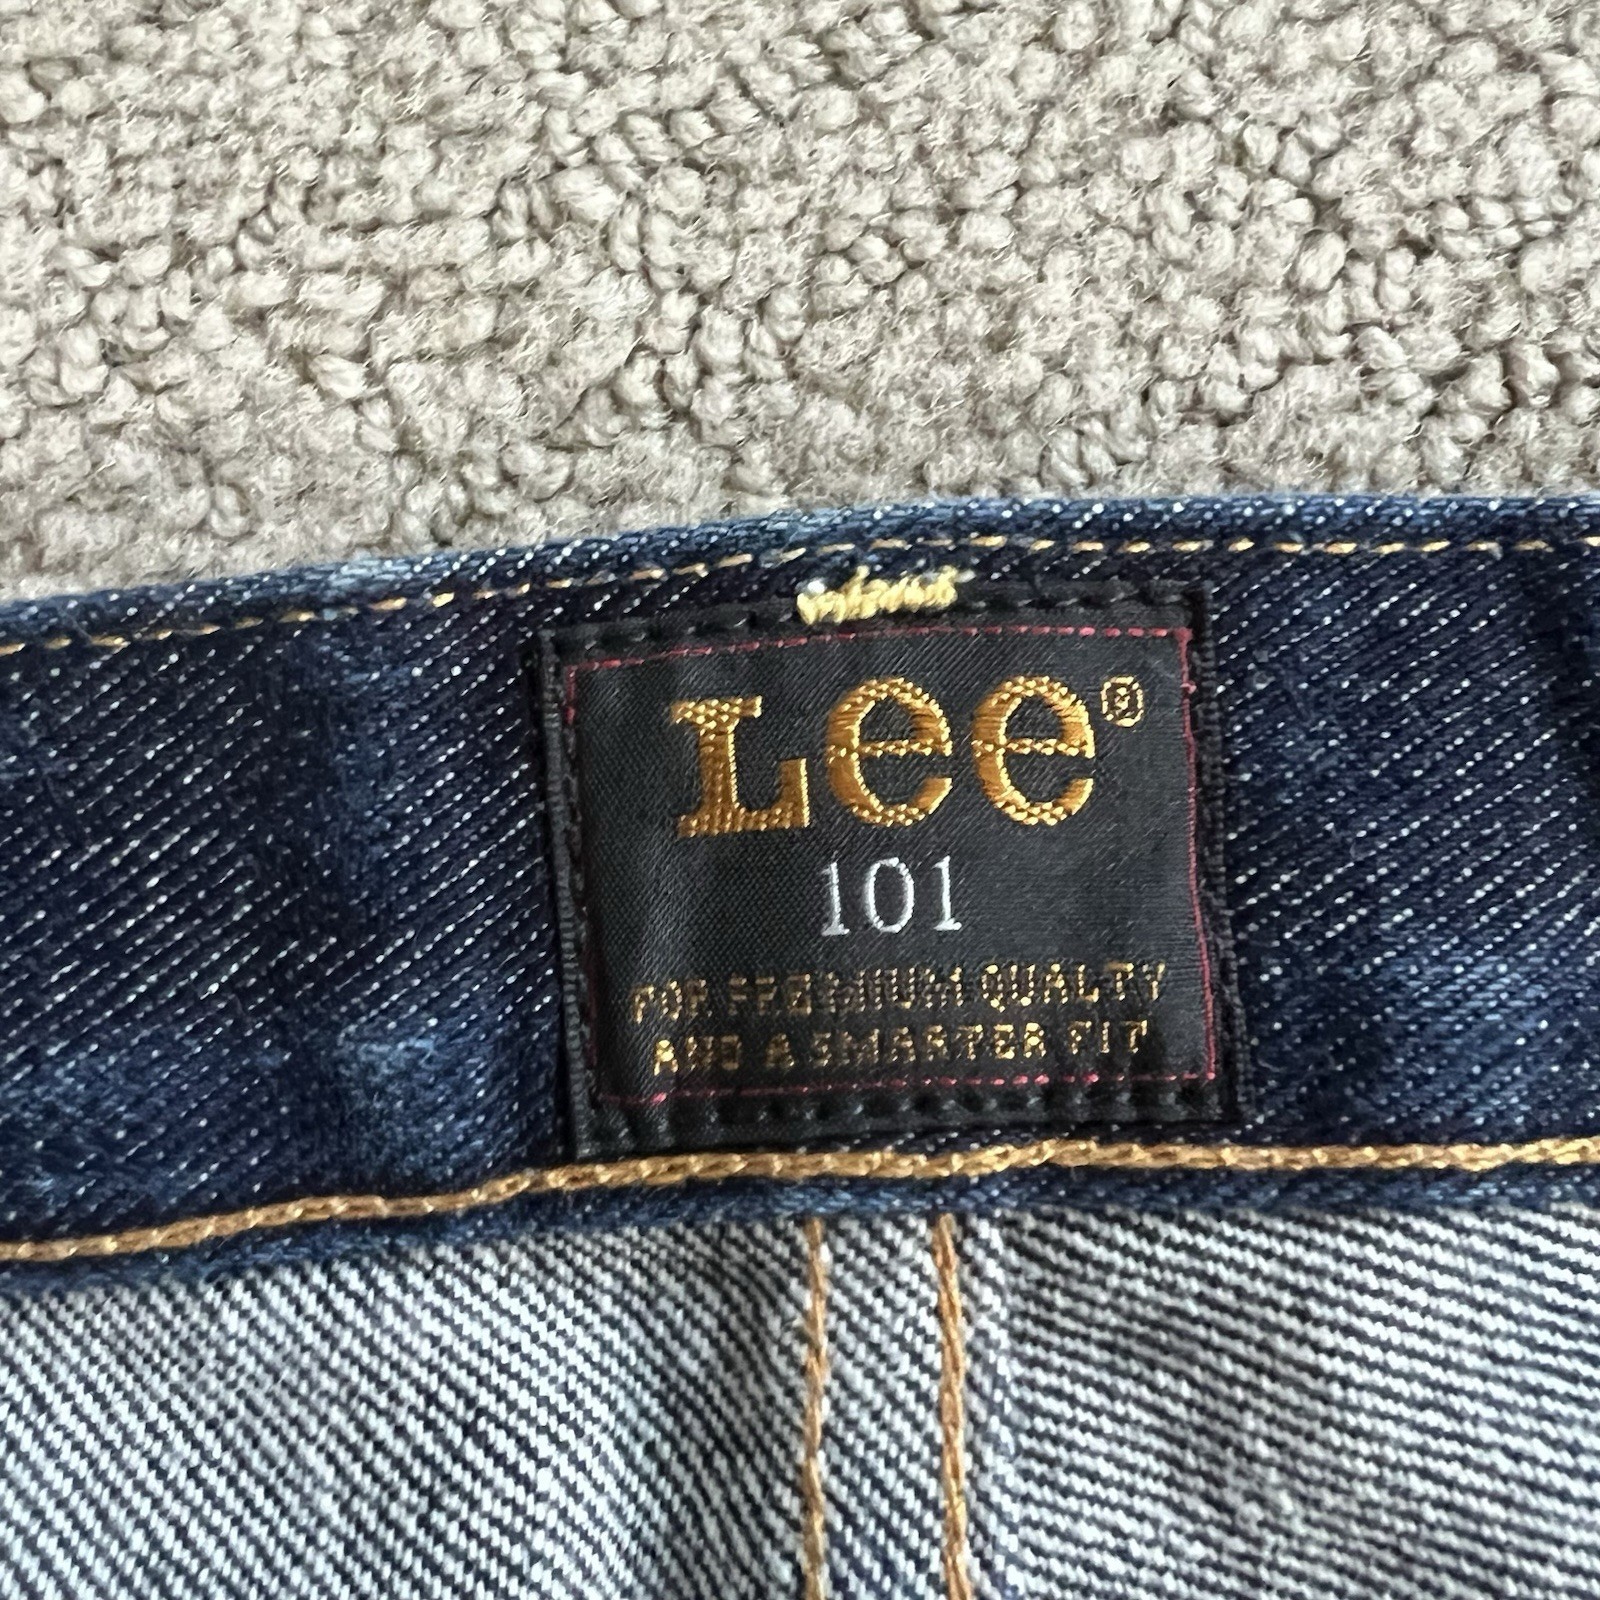 Lee®
101
FOR PREMIUM QUALITY
AND A SMARTER FIT